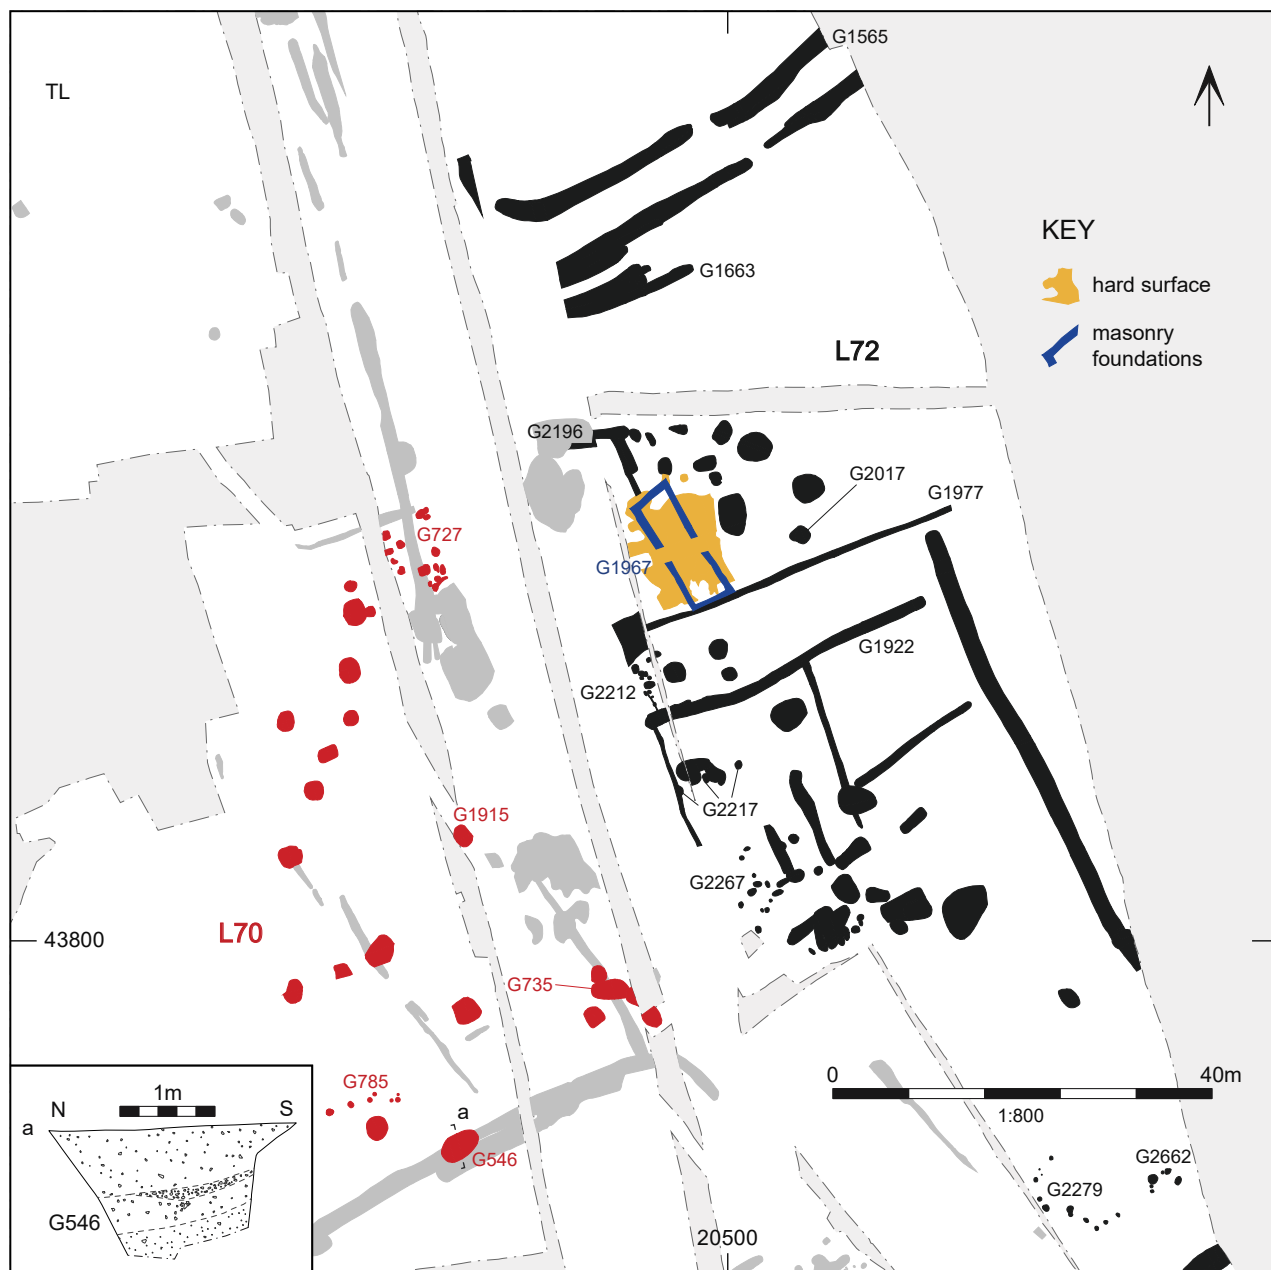 G1565
TL
KEY
G1663
hard surface
masonry
foundations
L72
G2196
G2017
G1977
G727
G1967
G1922
G2212
G1915
G2217
G2267
L70
43800
G735
0
40m
1:800
G785
a
G546
1m
N
S
a
G546
G2662
G2279
20500